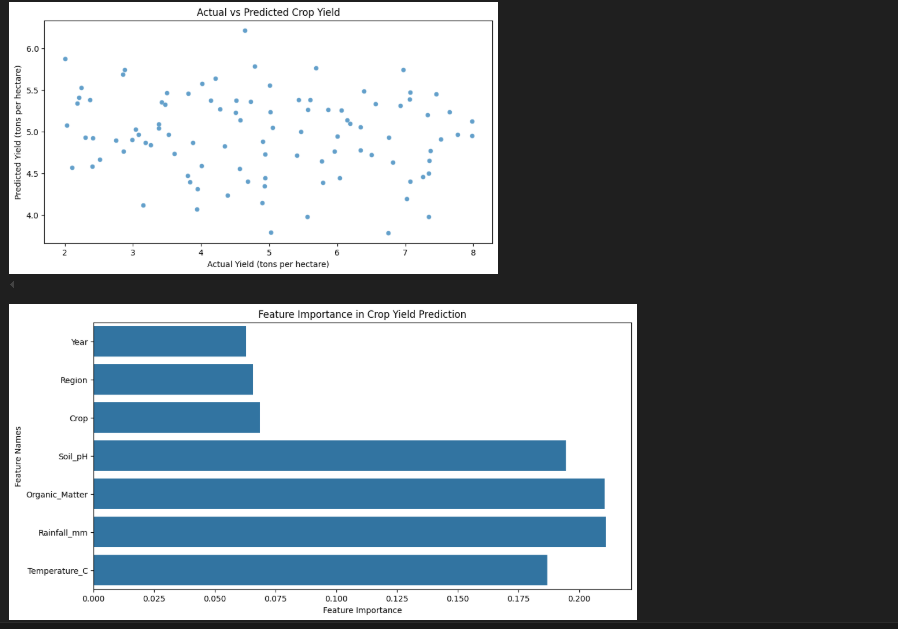 Actual vs Predicted Crop Yield
Predicted Yield (tons per hectare)
6.0
5.5
5.0
4.5
4.0
2 3 4 5 6 7 8
Actual Yield (tons per hectare)
Feature Importance in Crop Yield Prediction
Feature Names
Year
Region
Crop
Soil_pH
Organic_Matter
Rainfall_mm
Temperature_C
0.000 0.025 0.050 0.075 0.100 0.125 0.150 0.175 0.200
Feature Importance